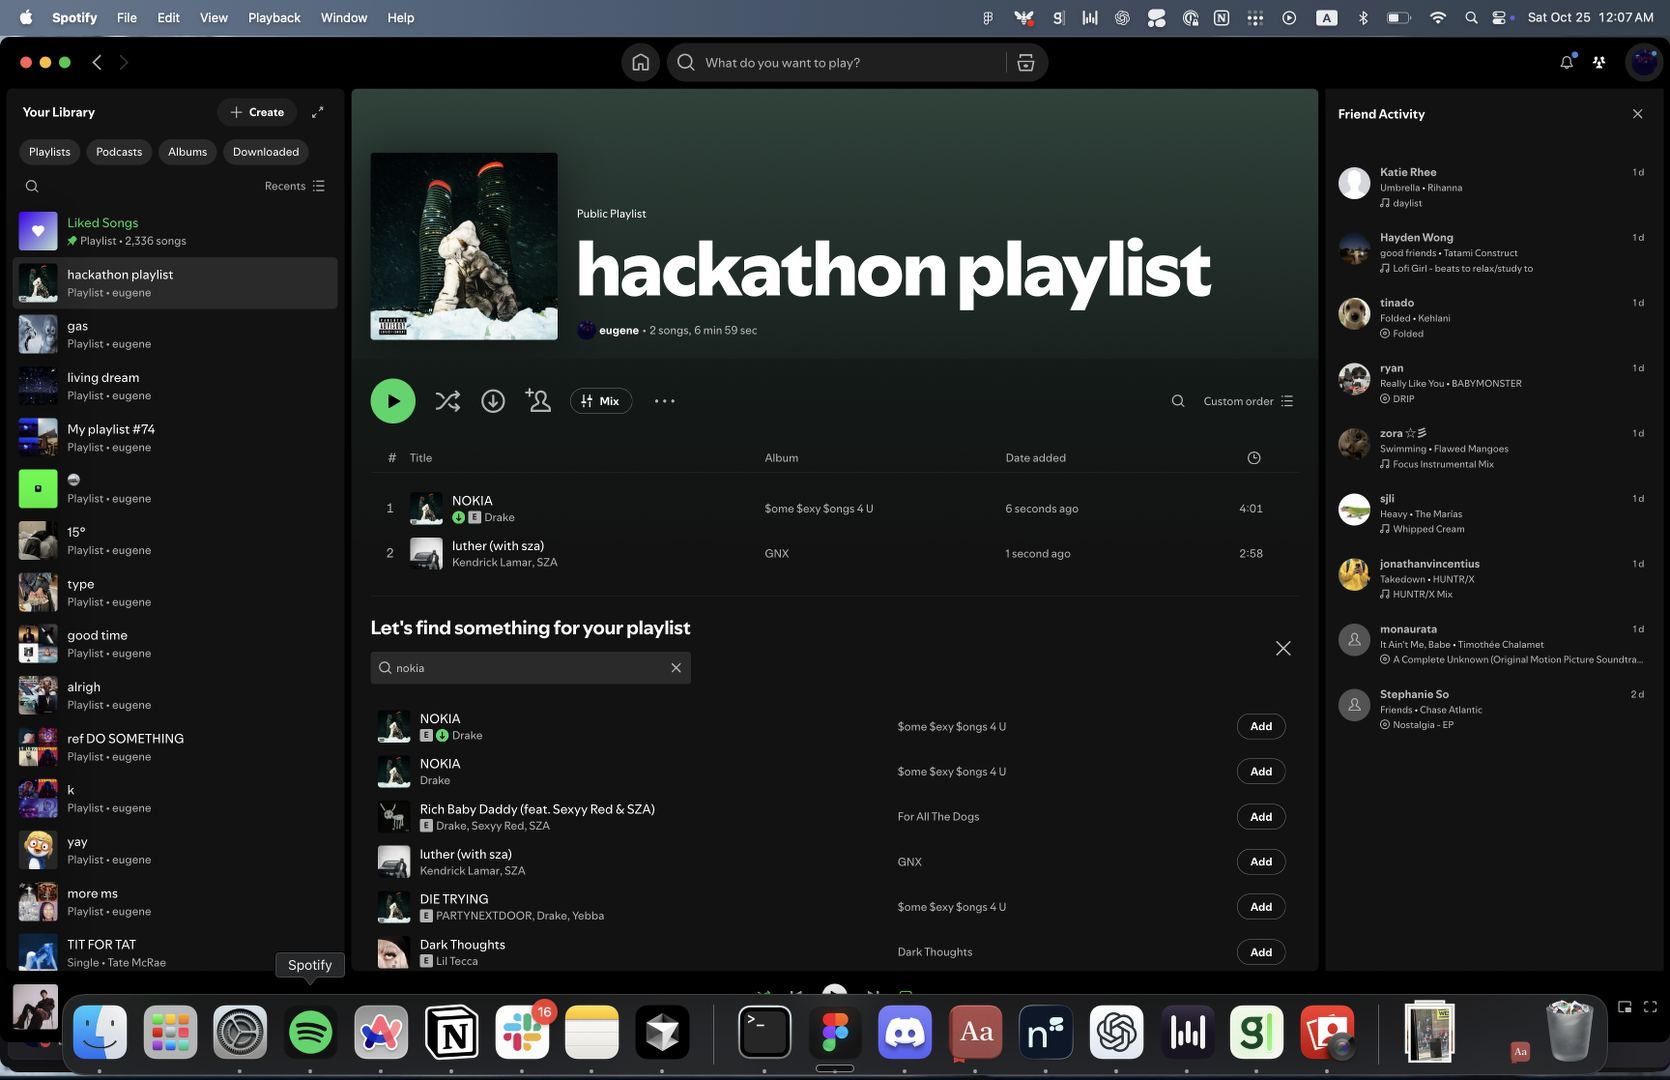 Spotify File Edit View Playback Window Help
A
Sat Oct 25 12:07 AM
What do you want to play?
Your Library
Create
Playlists Podcasts Albums Downloaded
Recents
Liked Songs
Playlist • 2,336 songs
hackathon playlist
Playlist • eugene
gas
Playlist • eugene
living dream
Playlist • eugene
My playlist #74
Playlist • eugene
Playlist • eugene
15°
Playlist • eugene
type
Playlist • eugene
good time
Playlist • eugene
alrigh
Playlist • eugene
ref DO SOMETHING
Playlist • eugene
k
Playlist • eugene
yay
Playlist • eugene
more ms
Playlist • eugene
TIT FOR TAT
Single • Tate McRae
Public Playlist
hackathon playlist
eugene • 2 songs, 6 min 59 sec
Mix
Custom order
# Title Album Date added
1 NOKIA $ome $exy $ongs 4 U 6 seconds ago 4:01
E Drake
2 luther (with sza) GNX 1 second ago 2:58
Kendrick Lamar, SZA
Let's find something for your playlist
nokia
NOKIA $ome $exy $ongs 4 U Add
E Drake
NOKIA $ome $exy $ongs 4 U Add
Drake
Rich Baby Daddy (feat. Sexyy Red & SZA) For All The Dogs Add
E Drake, Sexyy Red, SZA
luther (with sza) GNX Add
Kendrick Lamar, SZA
DIE TRYING $ome $exy $ongs 4 U Add
E PARTYNEXTDOOR, Drake, Yebba
Dark Thoughts Dark Thoughts Add
E Lil Tecca
Friend Activity
Katie Rhee 1 d
Umbrella • Rihanna
daylist
Hayden Wong 1 d
good friends • Tatami Construct
Lofi Girl - beats to relax/study to
tinado 1 d
Folded • Kehlani
Folded
ryan 1 d
Really Like You • BABYMONSTER
DRIP
zora ☆彡 1 d
Swimming • Flawed Mangoes
Focus Instrumental Mix
sjli 1 d
Heavy • The Marías
Whipped Cream
jonathanvincentius 1 d
Takedown • HUNTR/X
HUNTR/X Mix
monaurata 1 d
It Ain't Me, Babe • Timothée Chalamet
A Complete Unknown (Original Motion Picture Soundtra...
Stephanie So 2 d
Friends • Chase Atlantic
Nostalgia - EP
Spotify
16
Aa
n
g
Aa